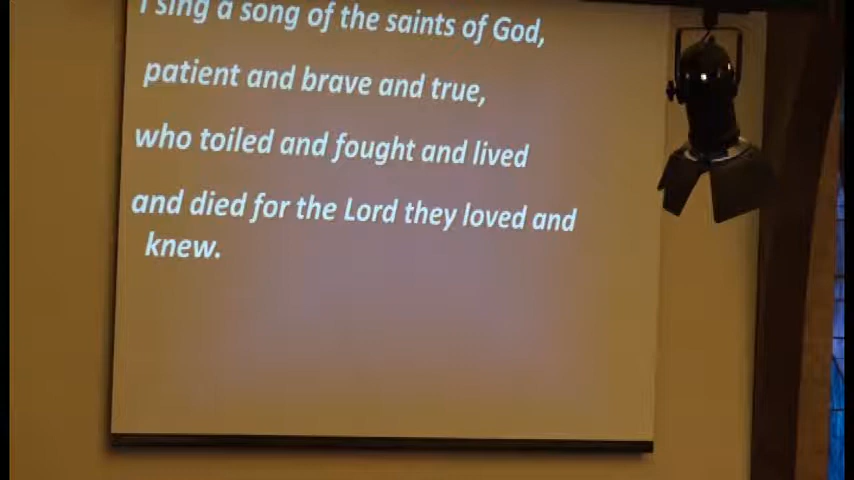 I sing a song of the saints of God,
patient and brave and true,
who toiled and fought and lived
and died for the Lord they loved and
knew.